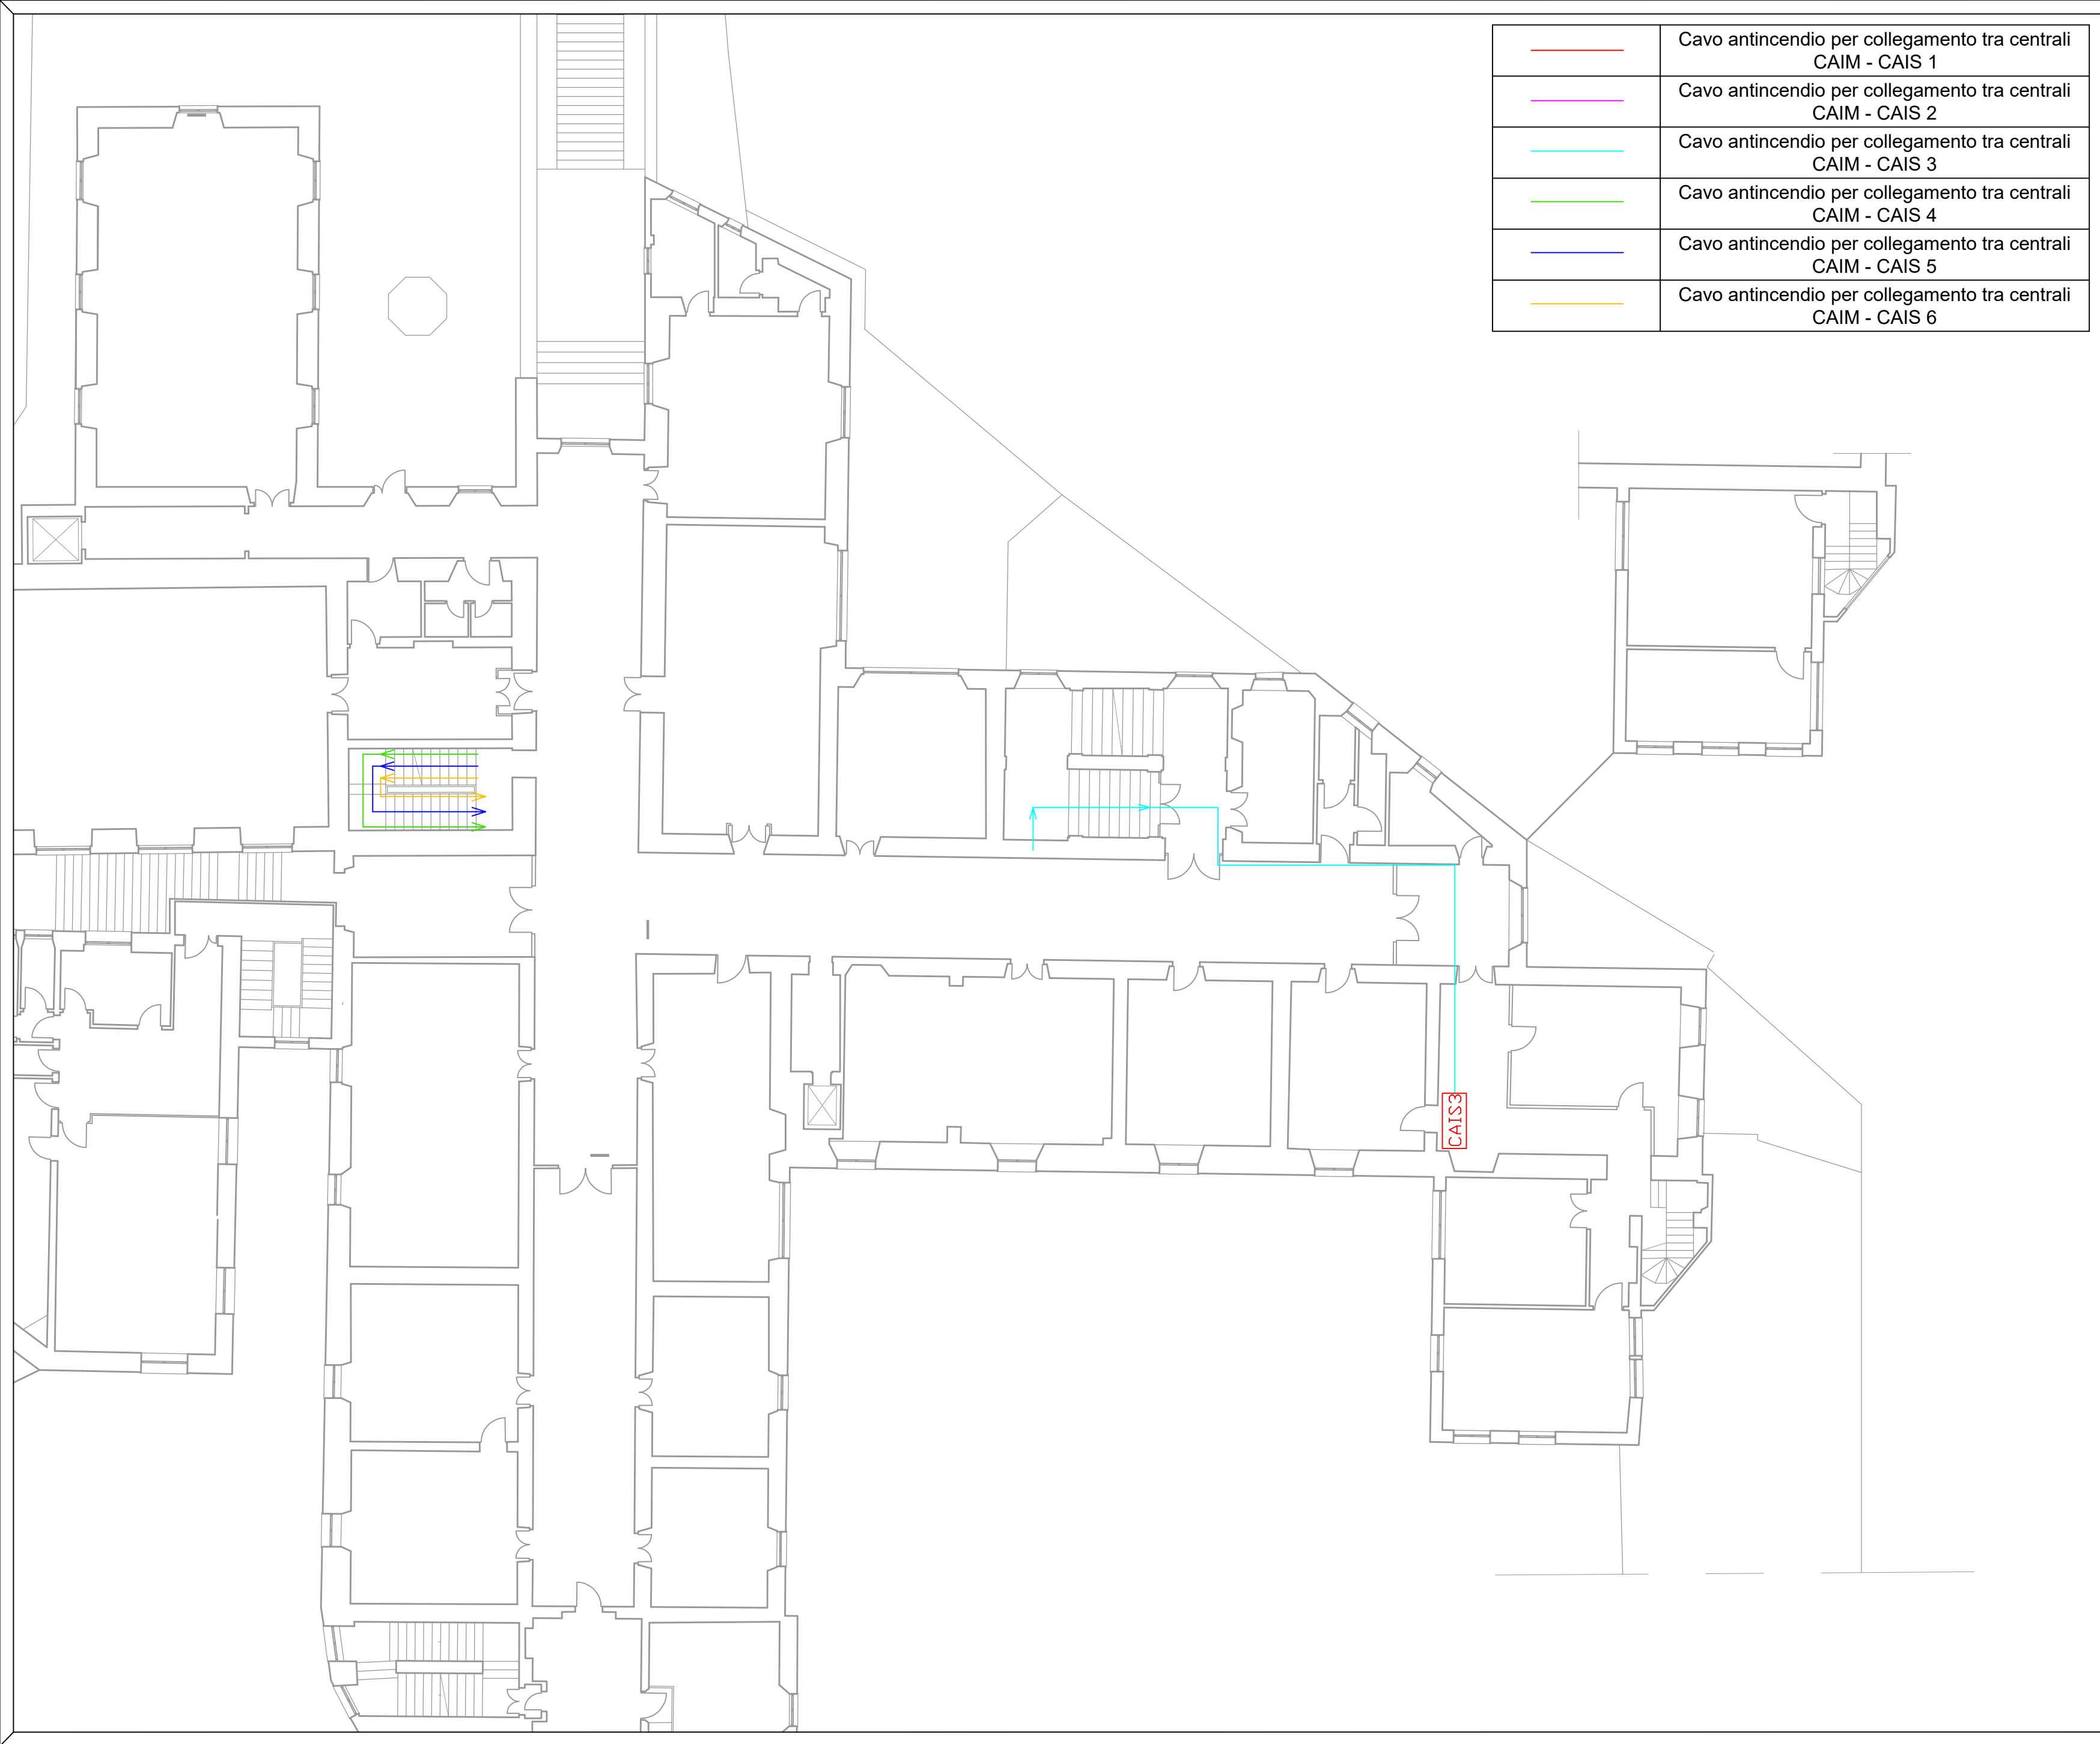 Cavo antincendio per collegamento tra centrali
CAIM - CAIS 1
Cavo antincendio per collegamento tra centrali
CAIM - CAIS 2
Cavo antincendio per collegamento tra centrali
CAIM - CAIS 3
Cavo antincendio per collegamento tra centrali
CAIM - CAIS 4
Cavo antincendio per collegamento tra centrali
CAIM - CAIS 5
Cavo antincendio per collegamento tra centrali
CAIM - CAIS 6
CAIS3